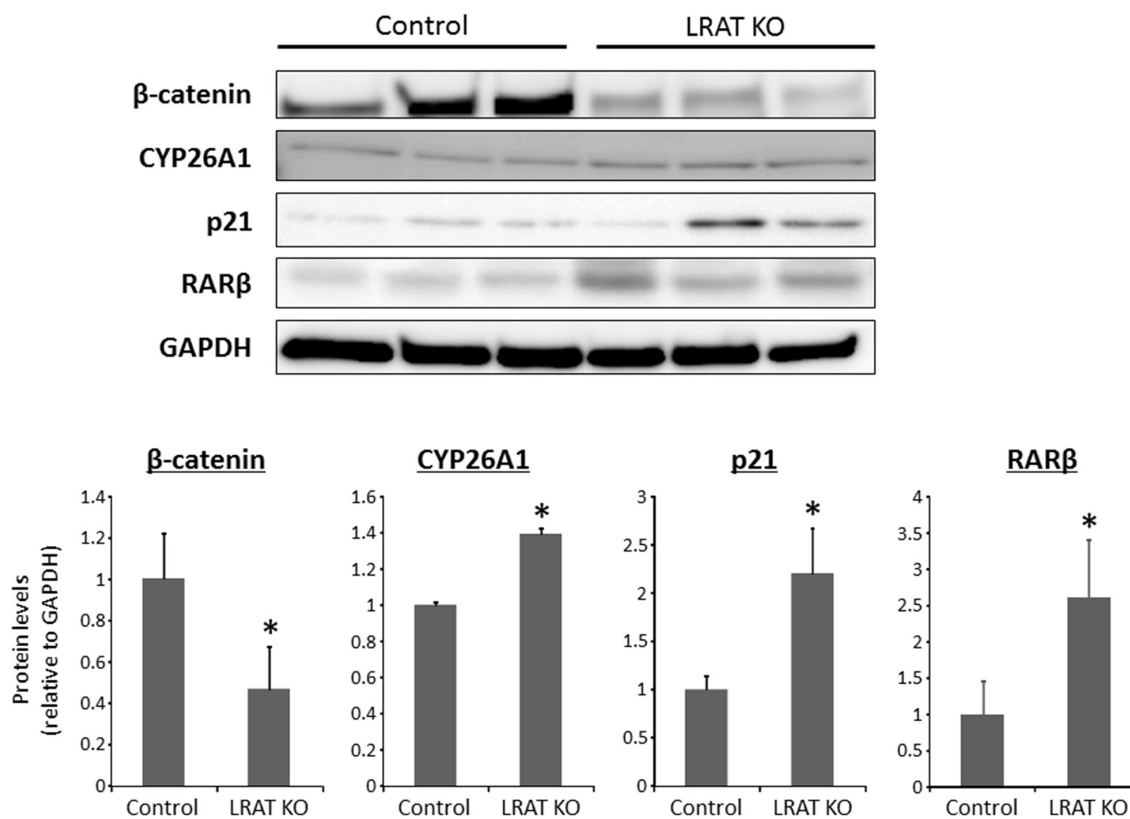 Control LRAT KO
β-catenin
CYP26A1
p21
RARβ
GAPDH
β-catenin CYP26A1 p21 RARβ
Protein levels
(relative to GAPDH)
1.4
1.2
1
0.8
0.6
0.4
0.2
0
*
Control LRAT KO
1.6
1.4
1.2
1
0.8
0.6
0.4
0.2
0
*
Control LRAT KO
3
2.5
2
1.5
1
0.5
0
*
Control LRAT KO
4
3.5
3
2.5
2
1.5
1
0.5
0
*
Control LRAT KO